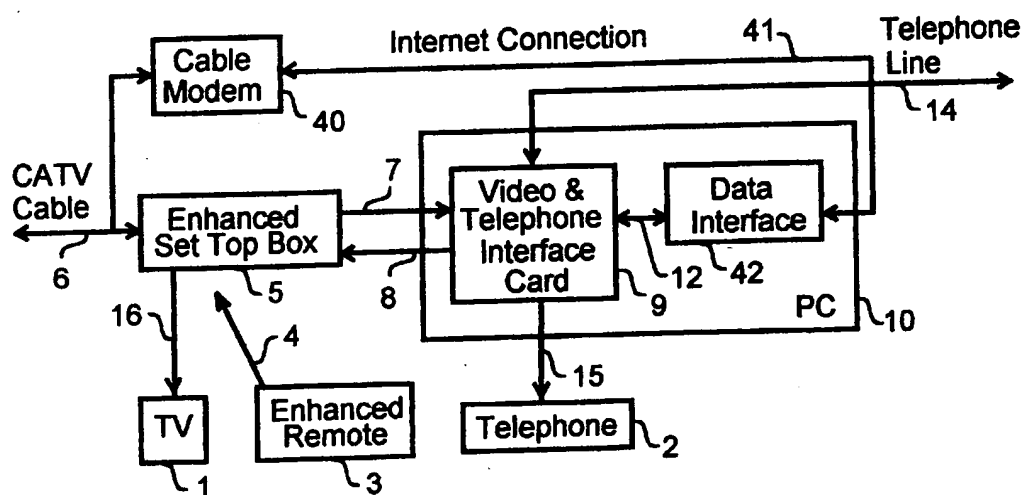 Internet Connection
41
Telephone
Line
14
Cable
Modem
40
CATV
Cable
6
7
Enhanced
Set Top Box
5
8
Video &
Telephone
Interface
Card
9
12
Data
Interface
42
PC
10
16
4
15
TV
1
Enhanced
Remote
3
Telephone
2